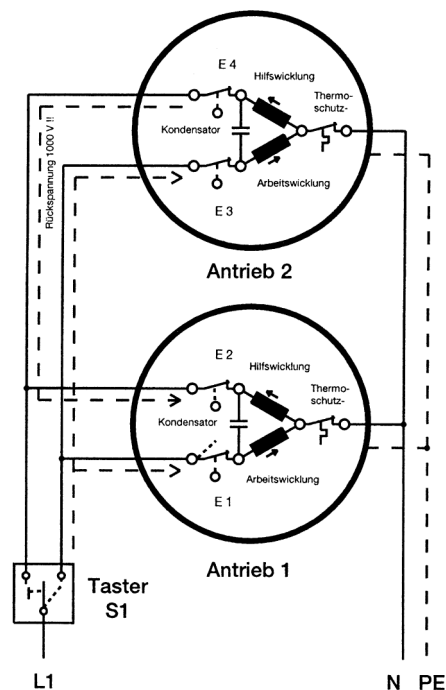 E 4
Hilfswicklung
Thermo-
schutz-
Kondensator
Rückspannung 1000 V !!
Arbeitswicklung
E 3
Antrieb 2
E 2
Hilfswicklung
Thermo-
schutz-
Kondensator
Arbeitswicklung
E 1
Antrieb 1
Taster
S1
L1
N
PE